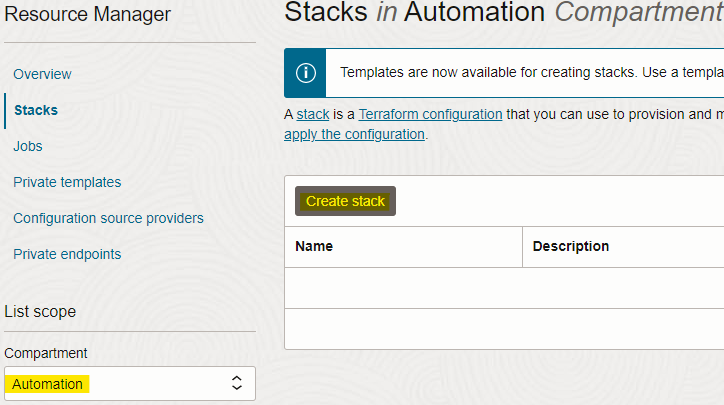 Resource Manager
Overview
Stacks
Jobs
Private templates
Configuration source providers
Private endpoints
List scope
Compartment
Automation
Stacks in Automation Compartment
Templates are now available for creating stacks. Use a templa
A stack is a Terraform configuration that you can use to provision and m
apply the configuration.
Create stack
Name Description